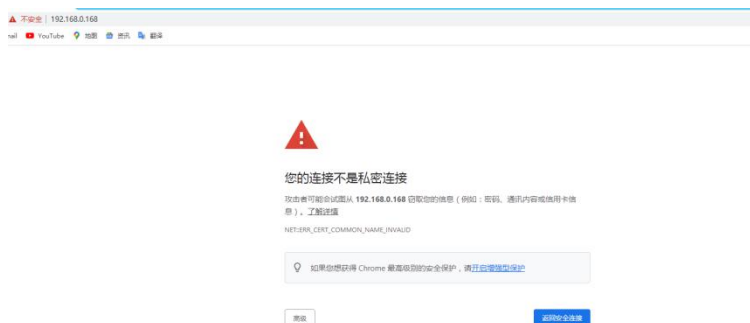 不安全 | 192.168.0.168
mail YouTube 地图 资讯 翻译
您的连接不是私密连接
攻击者可能会试图从 192.168.0.168 窃取您的信息（例如：密码、通讯内容或信用卡信
息）。了解详情
NET::ERR_CERT_COMMON_NAME_INVALID
如果您想获得 Chrome 最高级别的安全保护，请开启增强型保护
高级
返回安全连接